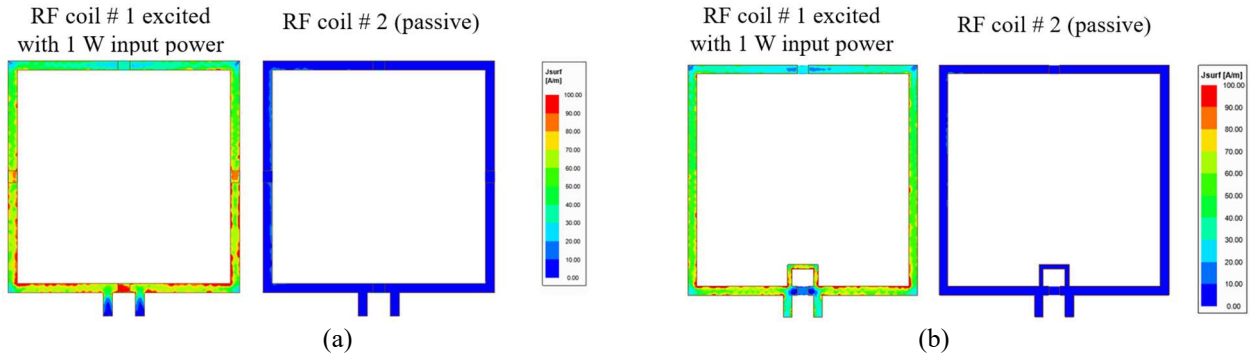 RF coil # 1 excited
with 1 W input power
RF coil # 2 (passive)
Jsurf [A/m]
100.00
90.00
80.00
70.00
60.00
50.00
40.00
30.00
20.00
10.00
0.00
(a)
RF coil # 1 excited
with 1 W input power
RF coil # 2 (passive)
Jsurf [A/m]
100.00
90.00
80.00
70.00
60.00
50.00
40.00
30.00
20.00
10.00
0.00
(b)